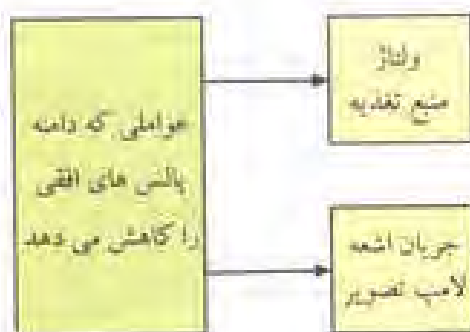 عواملی که دامنه
پالس های افقی
را کاهش می دهد
ولتاژ
منبع تغذیه
جریان اشعه
لامپ تصویر